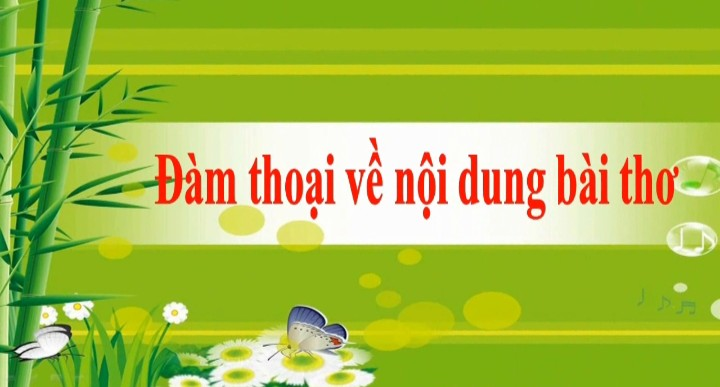 Đàm thoại về nội dung bài thơ